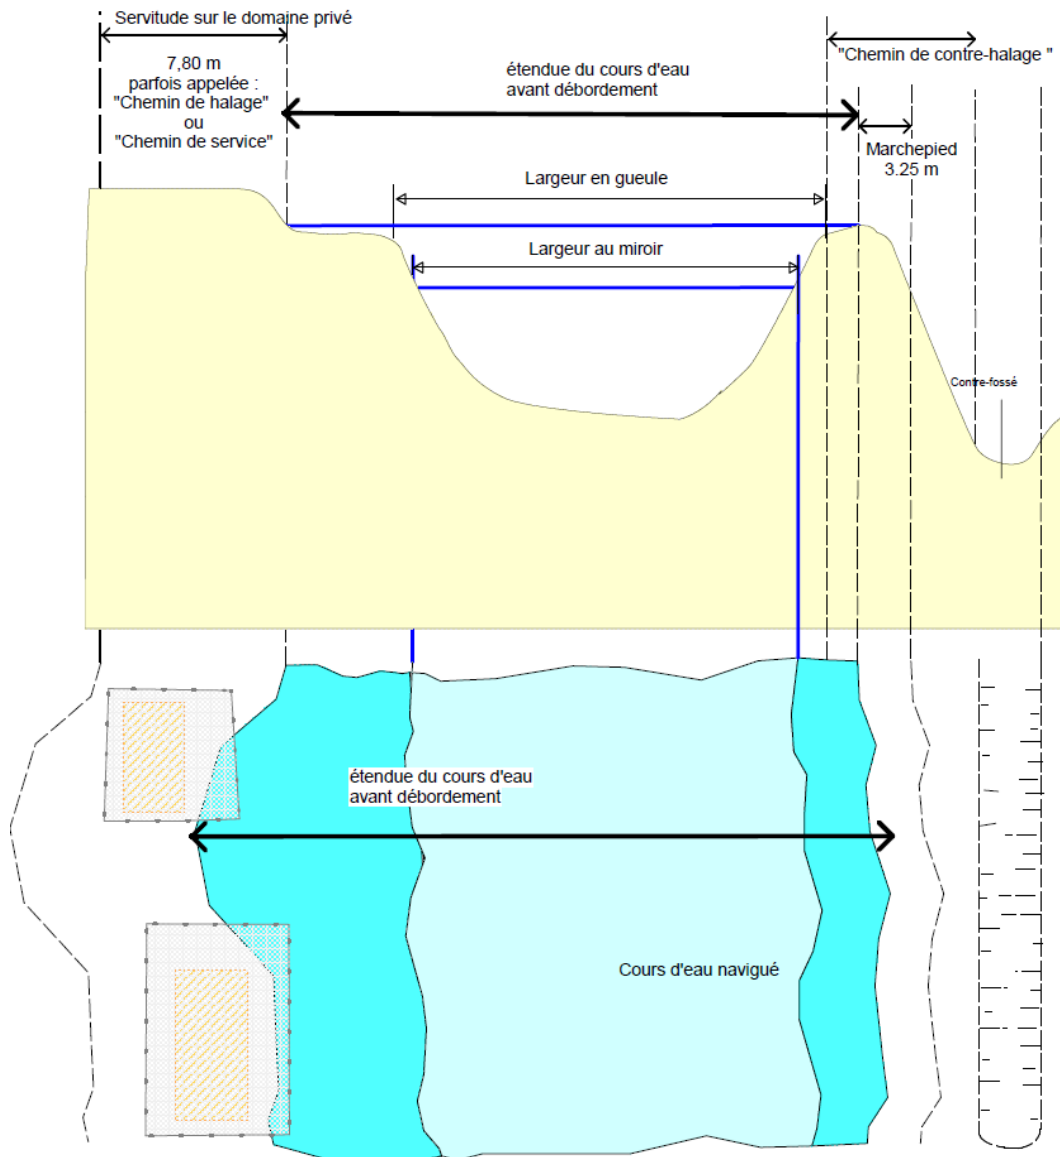 Servitude sur le domaine privé
7,80 m
parfois appelée :
"Chemin de halage"
ou
"Chemin de service"
étendue du cours d'eau
avant débordement
"Chemin de contre-halage "
Marchepied
3.25 m
Largeur en gueule
Largeur au miroir
Contre-fossé
étendue du cours d'eau
avant débordement
Cours d'eau navigué